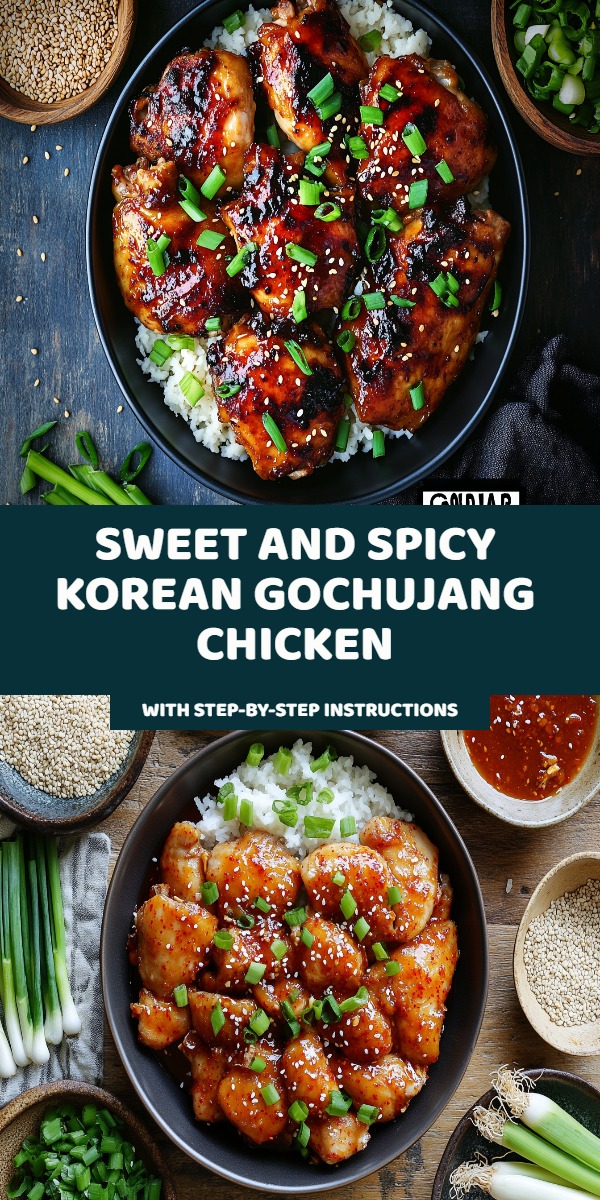 SWEET AND SPICY
KOREAN GOCHUJANG
CHICKEN
WITH STEP-BY-STEP INSTRUCTIONS